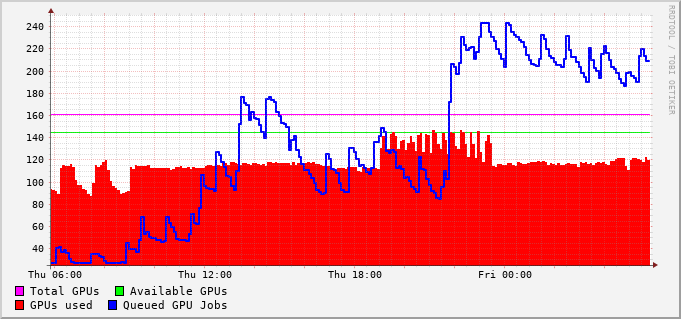 RRDTOOL / TOBI OETIKER
240
220
200
180
160
140
120
100
80
60
40
Thu 06:00 Thu 12:00 Thu 18:00 Fri 00:00
Total GPUs Available GPUs
GPUs used Queued GPU Jobs